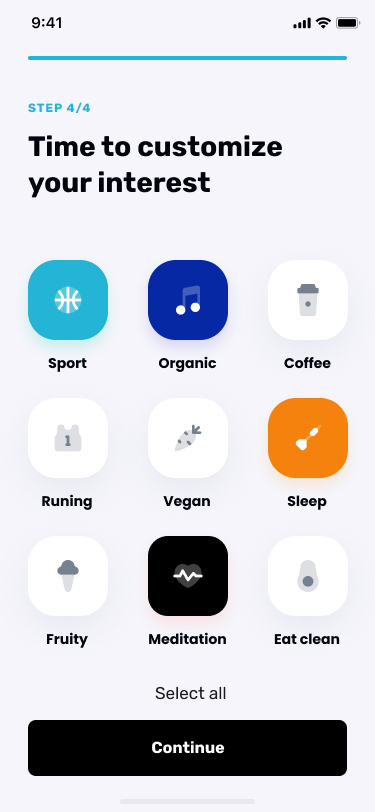 9:41
STEP 4/4
Time to customize
your interest
Sport
Organic
Coffee
1
Runing
Vegan
Sleep
Fruity
Meditation
Eat clean
Select all
Continue